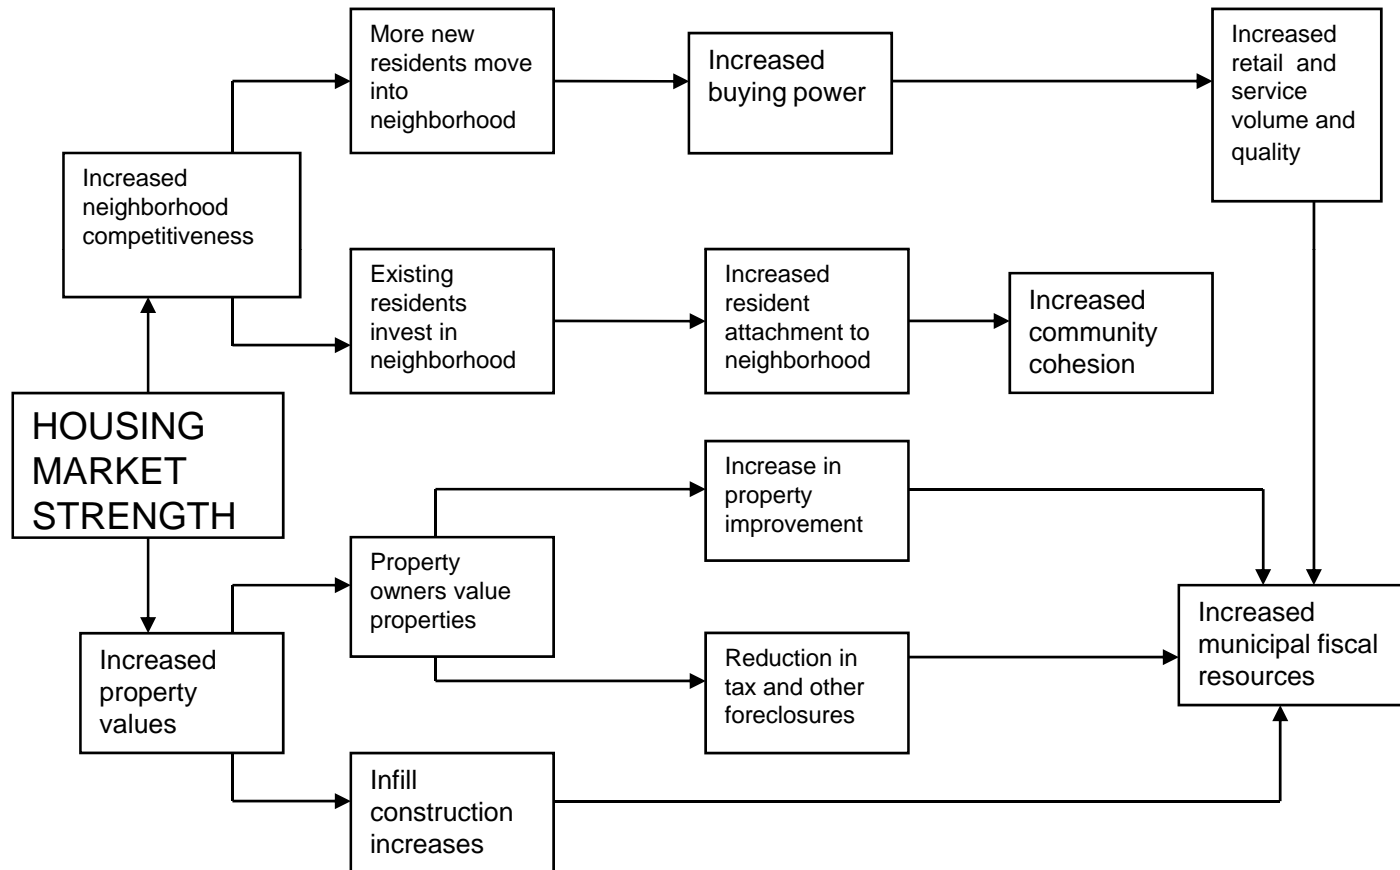 More new
residents move
into
neighborhood
Increased
buying power
Increased
retail and
service
volume and
quality
Increased
neighborhood
competitiveness
Existing
residents
invest in
neighborhood
Increased
resident
attachment to
neighborhood
Increased
community
cohesion
HOUSING
MARKET
STRENGTH
Increase in
property
improvement
Property
owners value
properties
Increased
municipal fiscal
resources
Increased
property
values
Reduction in
tax and other
foreclosures
Infill
construction
increases